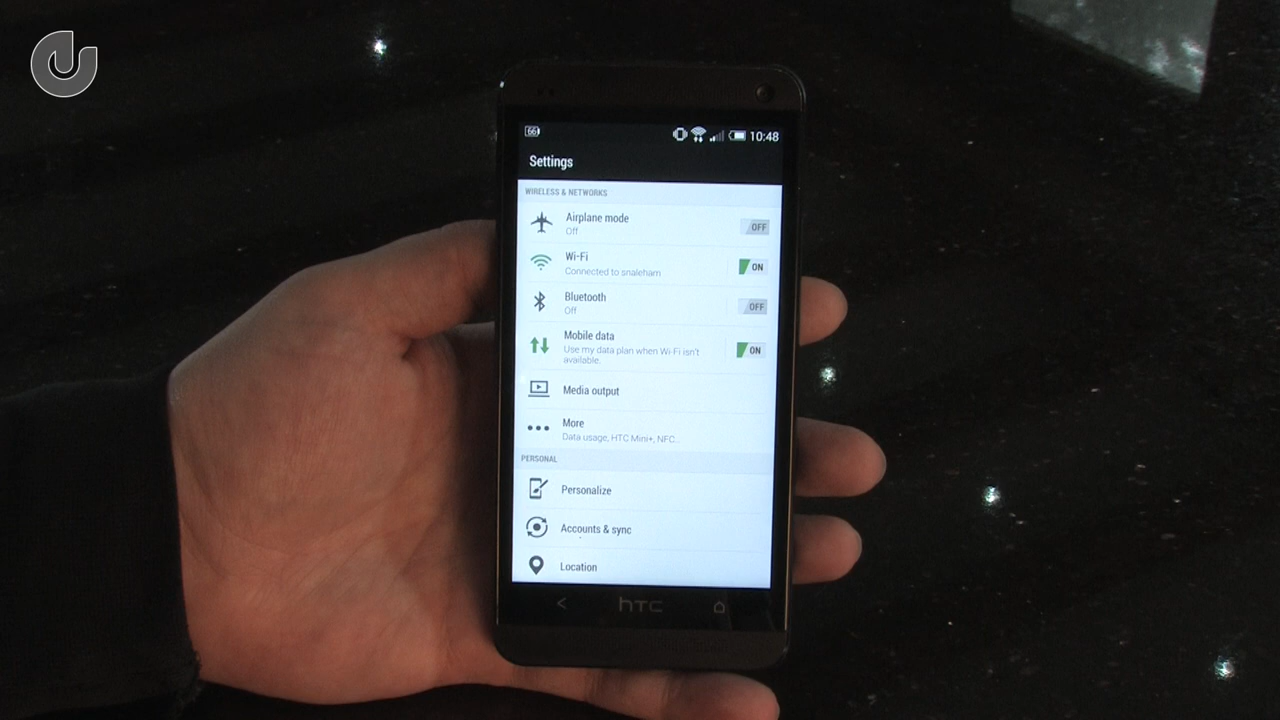 66
10:48
Settings
WIRELESS & NETWORKS
Airplane mode
Off
OFF
Wi-Fi
Connected to snaleham
ON
Bluetooth
Off
OFF
Mobile data
Use my data plan when Wi-Fi isn't
available.
ON
Media output
More
Data usage, HTC Mini+, NFC...
PERSONAL
Personalize
Accounts & sync
Location
hTC